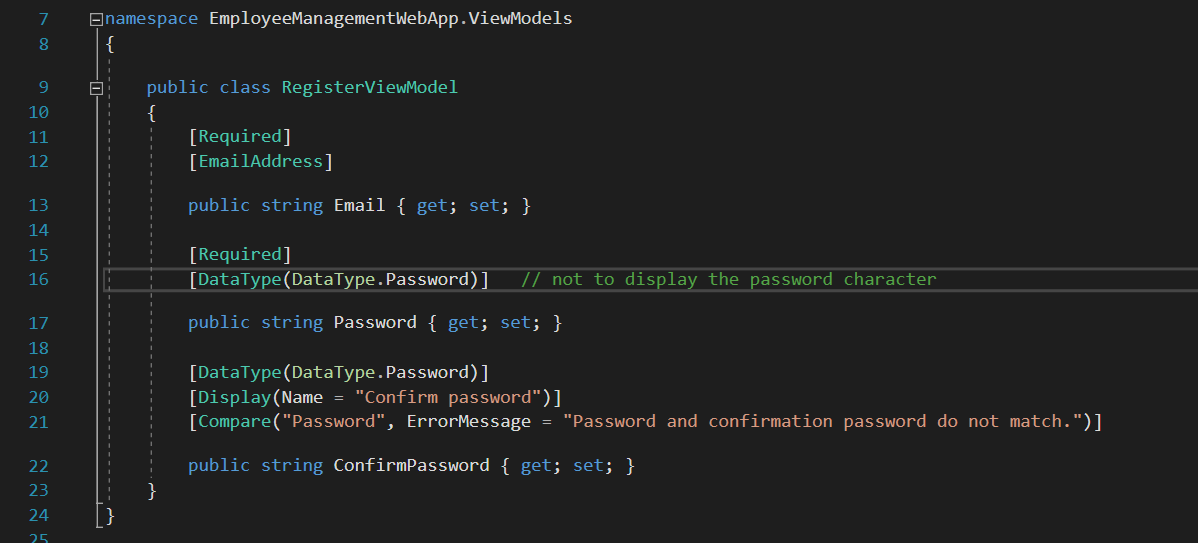 7 namespace EmployeeManagementWebApp.ViewModels
8 {
9 public class RegisterViewModel
10 {
11 [Required]
12 [EmailAddress]
13 public string Email { get; set; }
14
15 [Required]
16 [DataType(DataType.Password)] // not to display the password character
17 public string Password { get; set; }
18
19 [DataType(DataType.Password)]
20 [Display(Name = "Confirm password")]
21 [Compare("Password", ErrorMessage = "Password and confirmation password do not match.")]
22 public string ConfirmPassword { get; set; }
23 }
24 }
25